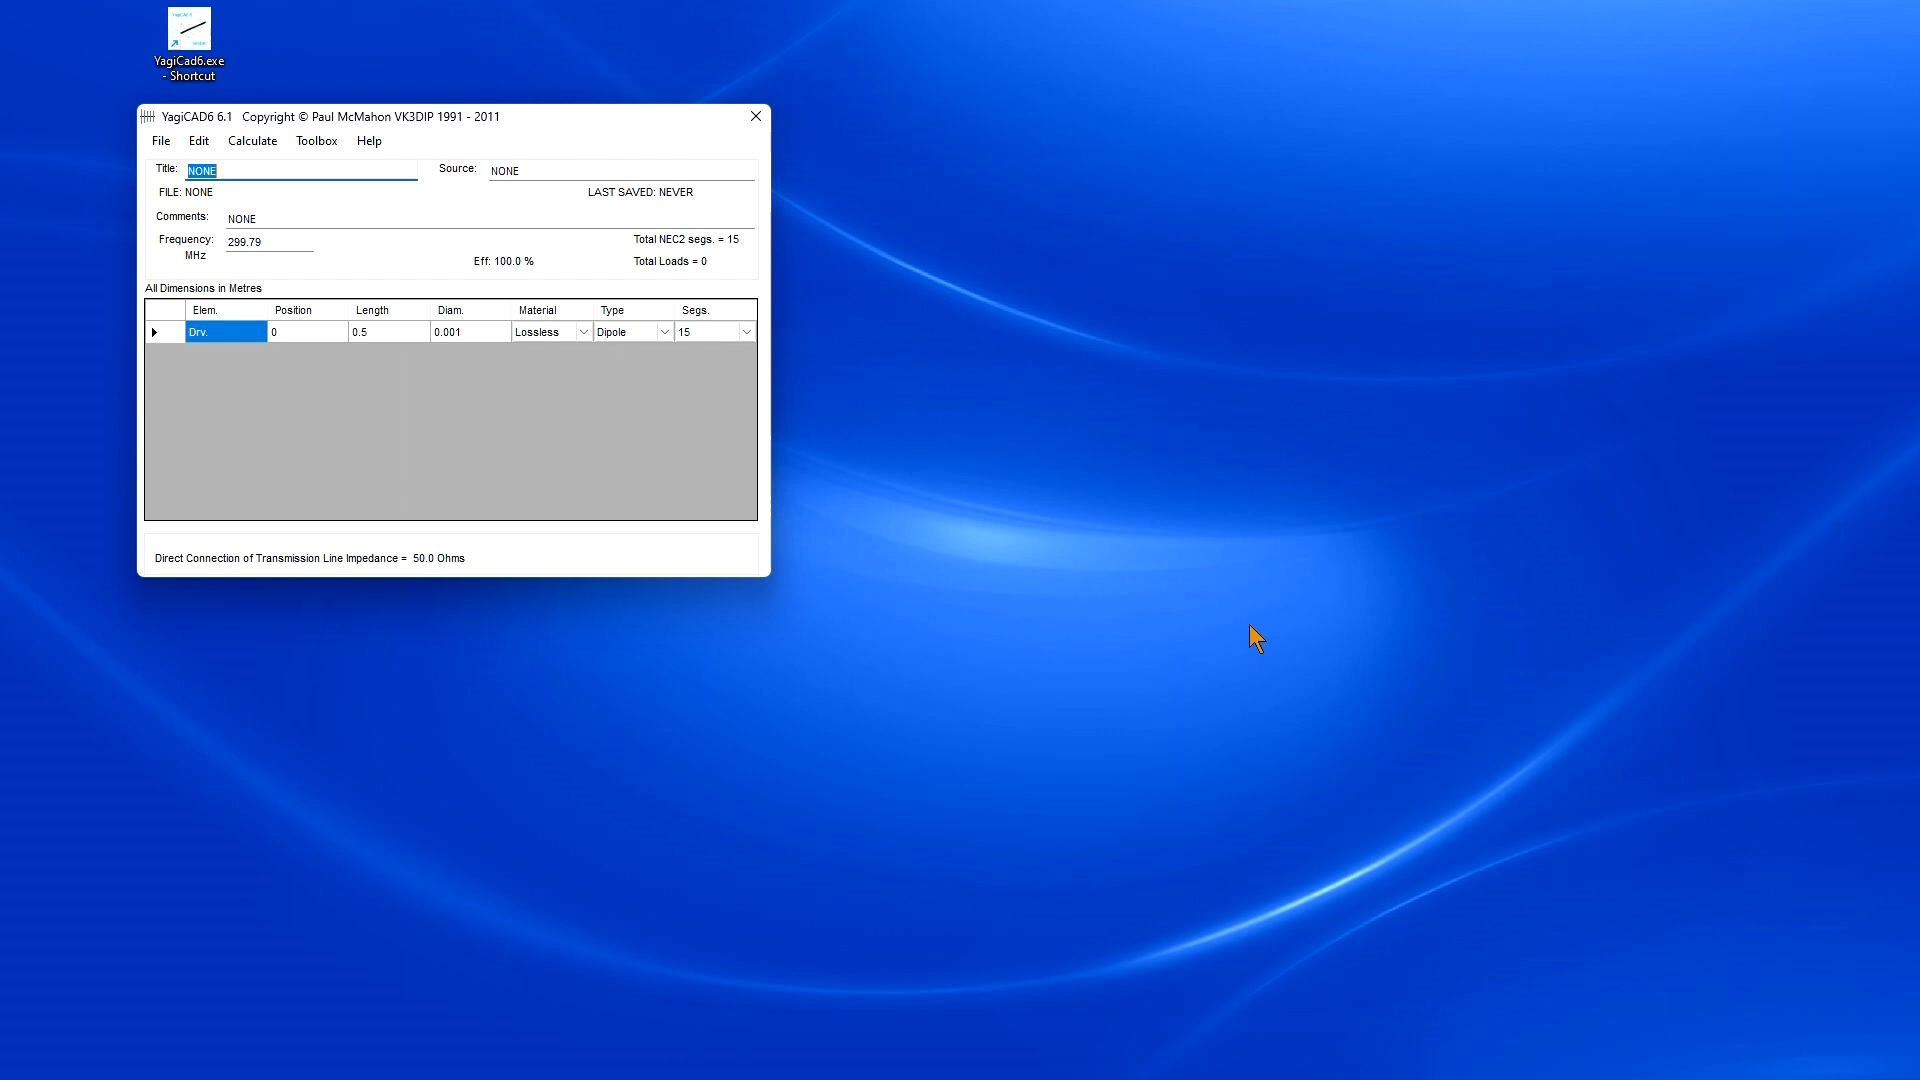 YagiCad6.exe
- Shortcut
YagiCAD6 6.1 Copyright © Paul McMahon VK3DIP 1991 - 2011
File Edit Calculate Toolbox Help
Title: NONE Source: NONE
FILE: NONE LAST SAVED: NEVER
Comments: NONE
Frequency: 299.79 Total NEC2 segs. = 15
MHz
Eff: 100.0 % Total Loads = 0
All Dimensions in Metres
Elem. Position Length Diam. Material Type Segs.
Drv. 0 0.5 0.001 Lossless Dipole 15
Direct Connection of Transmission Line Impedance = 50.0 Ohms